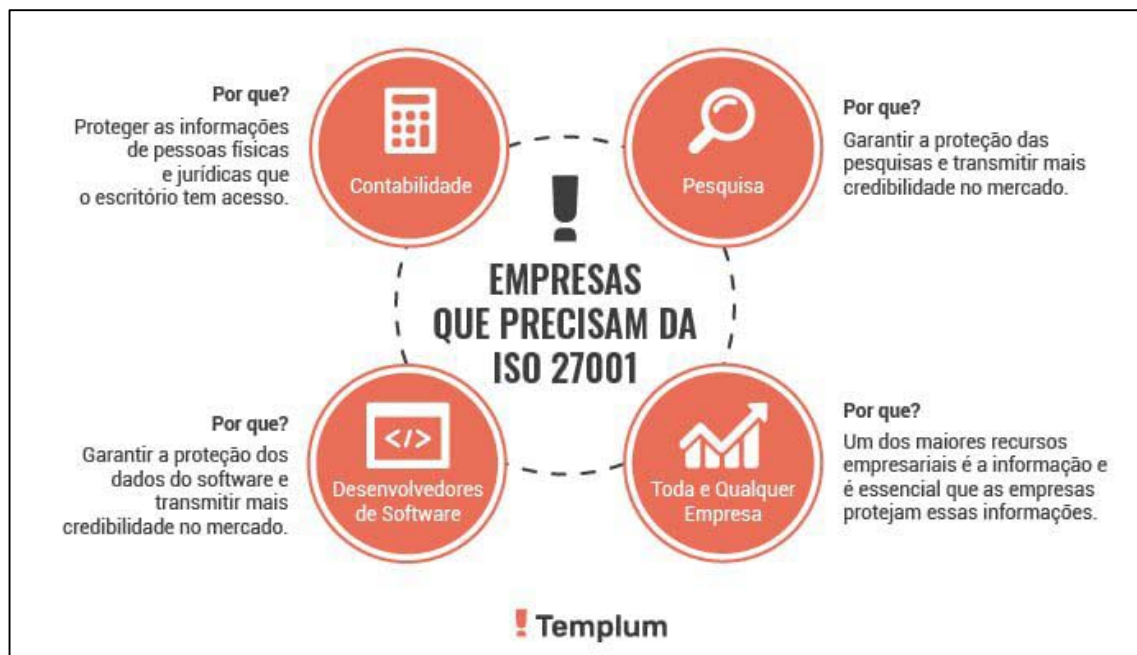 Por que?
Proteger as informações
de pessoas físicas
e jurídicas que
o escritório tem acesso.
Contabilidade
Pesquisa
Por que?
Garantir a proteção das
pesquisas e transmitir mais
credibilidade no mercado.
EMPRESAS
QUE PRECISAM DA
ISO 27001
Por que?
Garantir a proteção dos
dados do software e
transmitir mais
credibilidade no mercado.
</>
Desenvolvedores
de Software
Toda e Qualquer
Empresa
Por que?
Um dos maiores recursos
empresariais é a informação e
é essencial que as empresas
protejam essas informações.
Templum